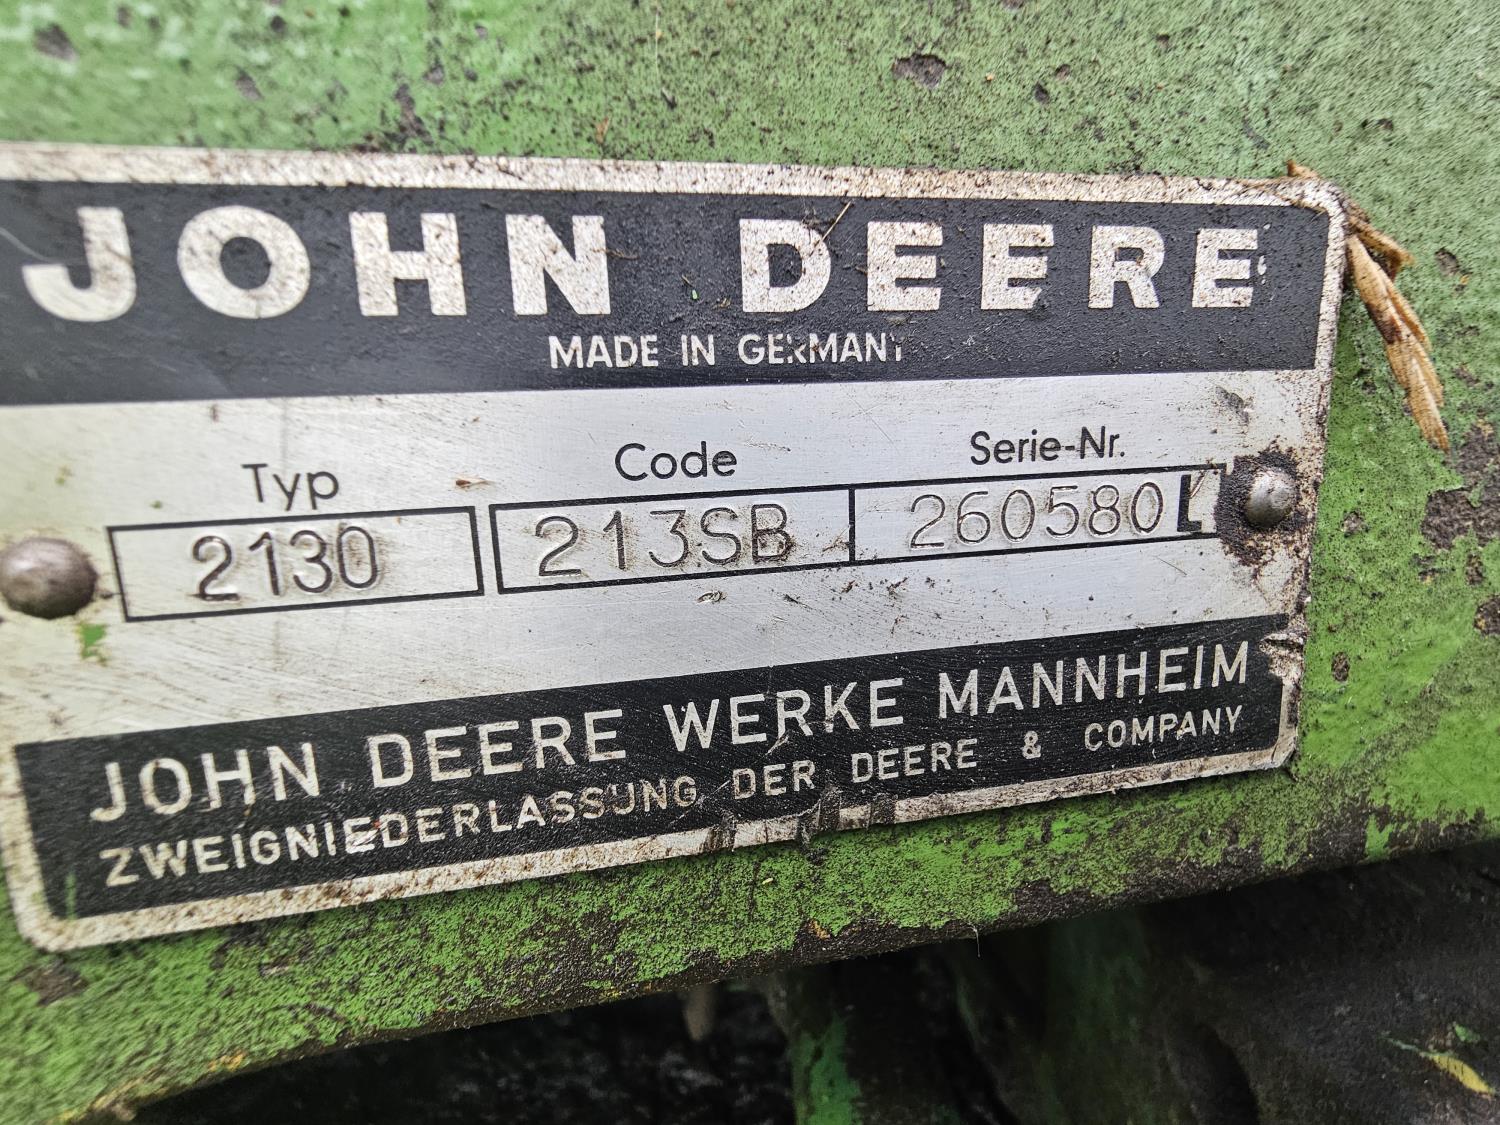 JOHN DEERE
MADE IN GERMANY
Typ Code Serie-Nr.
2130 213SB 260580L
JOHN DEERE WERKE MANNHEIM
ZWEIGNIEDERLASSUNG DER DEERE & COMPANY